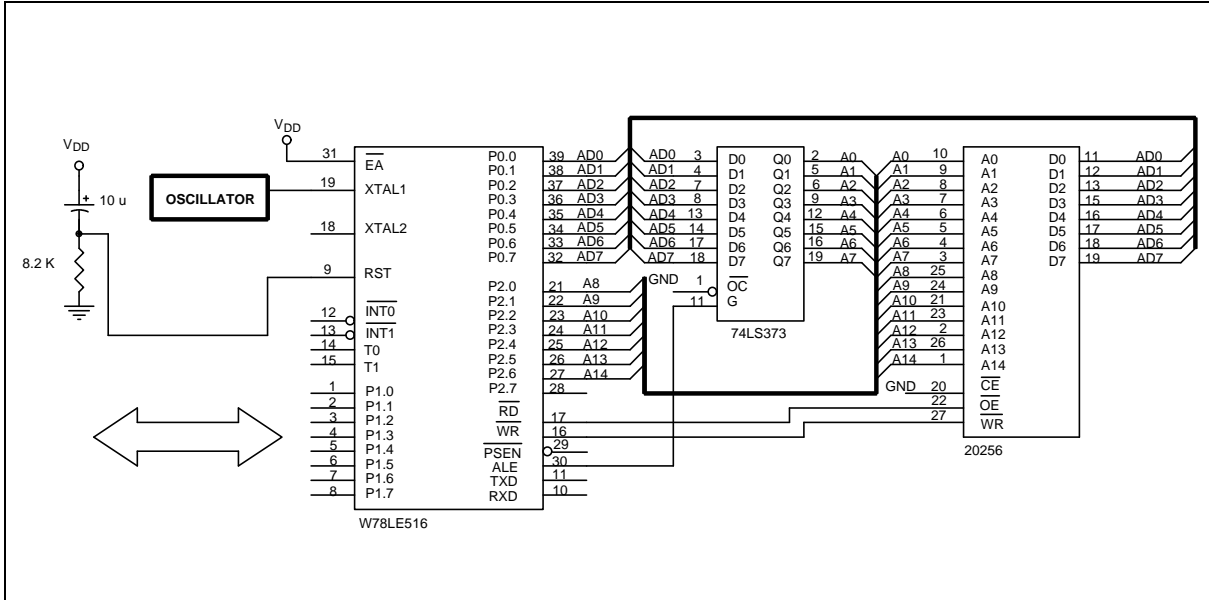 VDD
10 u
8.2 K
OSCILLATOR
VDD
31 EA
19 XTAL1
18 XTAL2
9 RST
12 INT0
13 INT1
14 T0
15 T1
1 P1.0
2 P1.1
3 P1.2
4 P1.3
5 P1.4
6 P1.5
7 P1.6
8 P1.7
P0.0 39 AD0
P0.1 38 AD1
P0.2 37 AD2
P0.3 36 AD3
P0.4 35 AD4
P0.5 34 AD5
P0.6 33 AD6
P0.7 32 AD7
P2.0 21 A8
P2.1 22 A9
P2.2 23 A10
P2.3 24 A11
P2.4 25 A12
P2.5 26 A13
P2.6 27 A14
P2.7 28
RD 17
WR 16
PSEN 29
ALE 30
TXD 11
RXD 10
W78LE516
AD0 3 D0 Q0 2 A0
AD1 4 D1 Q1 5 A1
AD2 7 D2 Q2 6 A2
AD3 8 D3 Q3 9 A3
AD4 13 D4 Q4 12 A4
AD5 14 D5 Q5 15 A5
AD6 17 D6 Q6 16 A6
AD7 18 D7 Q7 19 A7
GND 1 OC
11 G
74LS373
A0 10 A0 D0 11 AD0
A1 9 A1 D1 12 AD1
A2 8 A2 D2 13 AD2
A3 7 A3 D3 15 AD3
A4 6 A4 D4 16 AD4
A5 5 A5 D5 17 AD5
A6 4 A6 D6 18 AD6
A7 3 A7 D7 19 AD7
A8 25 A8
A9 24 A9
A10 21 A10
A11 23 A11
A12 2 A12
A13 26 A13
A14 1 A14
GND 20 CE
22 OE
27 WR
20256